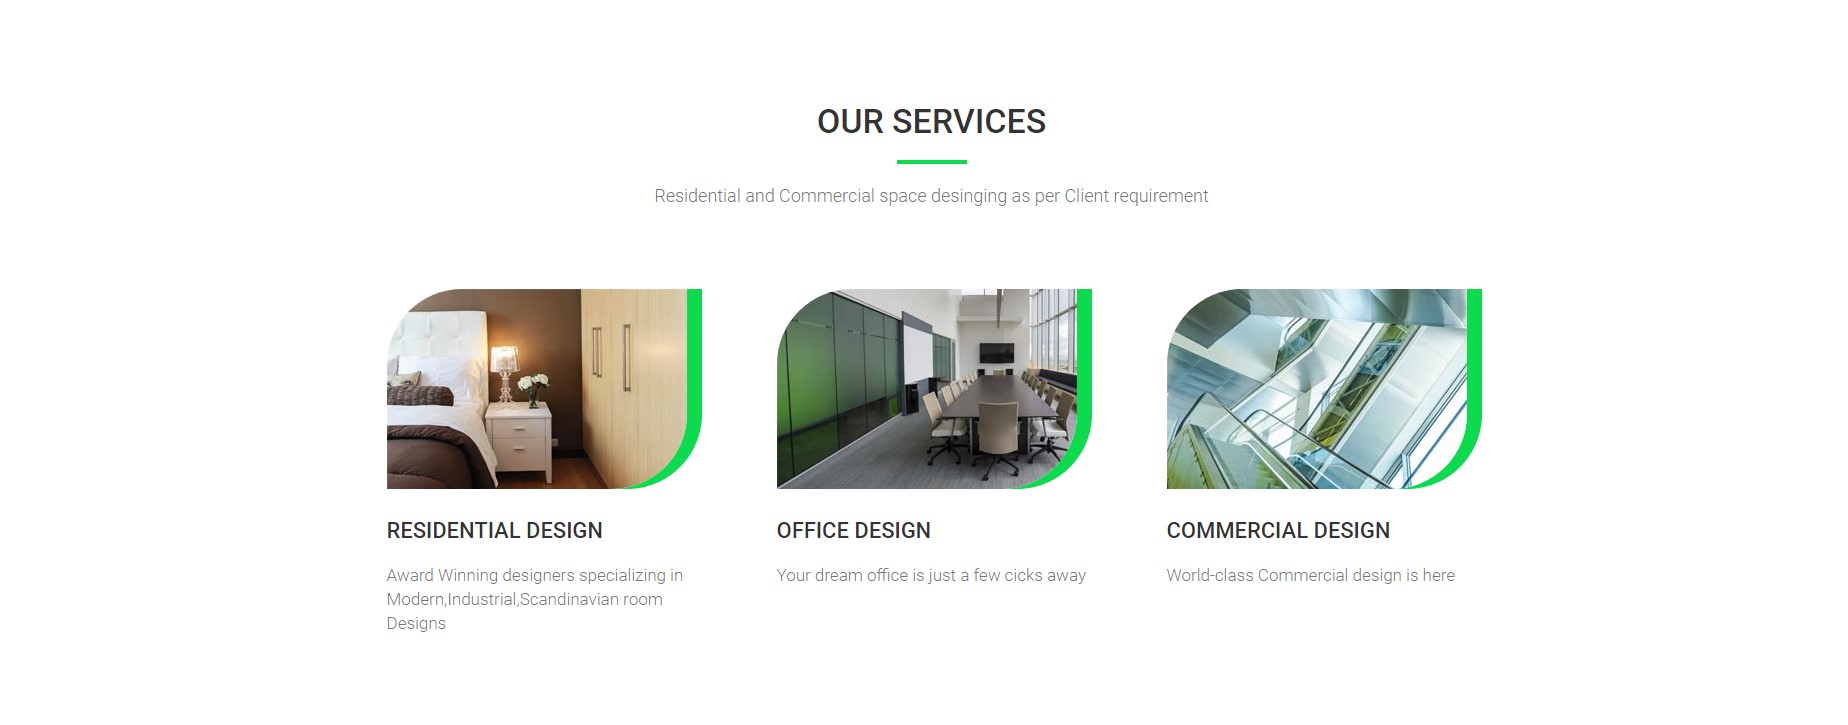 OUR SERVICES
Residential and Commercial space desinging as per Client requirement
RESIDENTIAL DESIGN
Award Winning designers specializing in
Modern,Industrial,Scandinavian room
Designs
OFFICE DESIGN
Your dream office is just a few cicks away
COMMERCIAL DESIGN
World-class Commercial design is here